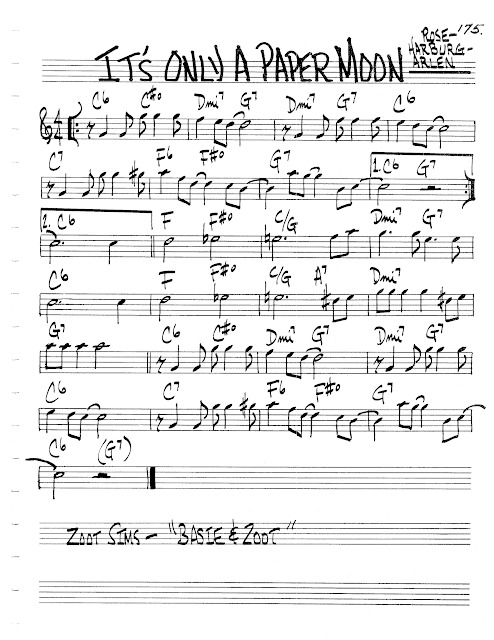 175.
IT'S ONLY A PAPER MOON
ROSE-
HARBURG-
ARLEN
C6 C#o Dmi7 G7 Dmi7 G7 C6
4 4
C7 F6 F#o G7 1. C6 G7
2. C6 F F#o C/G Dmi7 G7
C6 F F#o C/G A7 Dmi7
G7 C6 C#o Dmi7 G7 Dmi7 G7
C6 C7 F6 F#o G7
C6 (G7)
ZOOT SIMS - "BASIE & ZOOT"